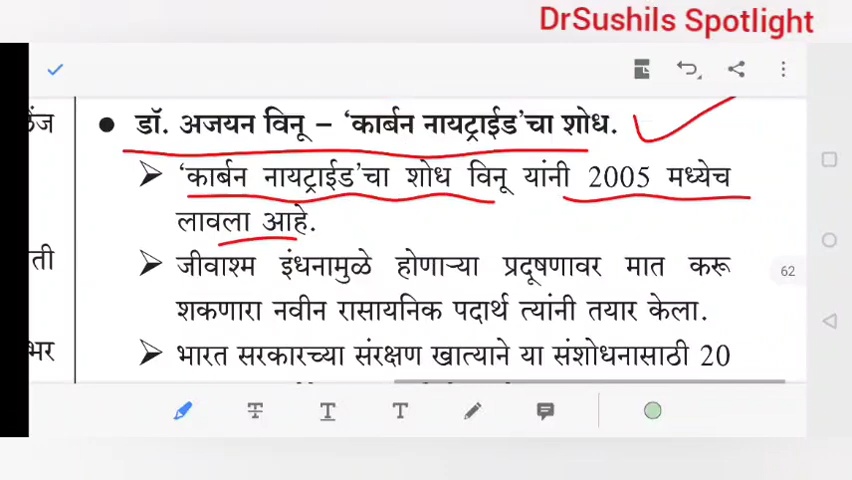 DrSushils Spotlight
● डॉ. अजयन विनू – ‘कार्बन नायट्राईड’चा शोध.
➢ ‘कार्बन नायट्राईड’चा शोध विनू यांनी 2005 मध्येच
लावला आहे.
ती
➢ जीवाश्म इंधनामुळे होणाऱ्या प्रदूषणावर मात करू
62
शकणारा नवीन रासायनिक पदार्थ त्यांनी तयार केला.
भर
➢ भारत सरकारच्या संरक्षण खात्याने या संशोधनासाठी 20
T T T